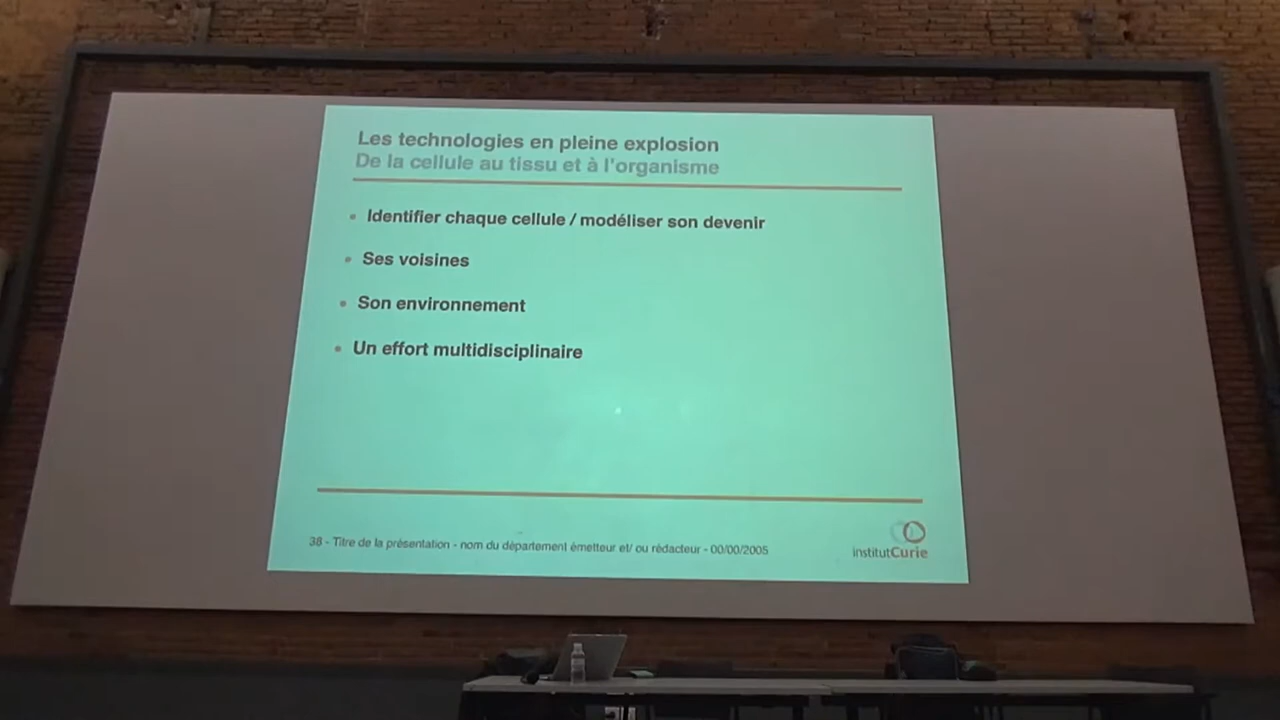 Les technologies en pleine explosion
De la cellule au tissu et à l'organisme
Identifier chaque cellule / modéliser son devenir
Ses voisines
Son environnement
Un effort multidisciplinaire
38 - Titre de la présentation - nom du département émetteur et/ ou rédacteur - 00/00/2005
institutCurie